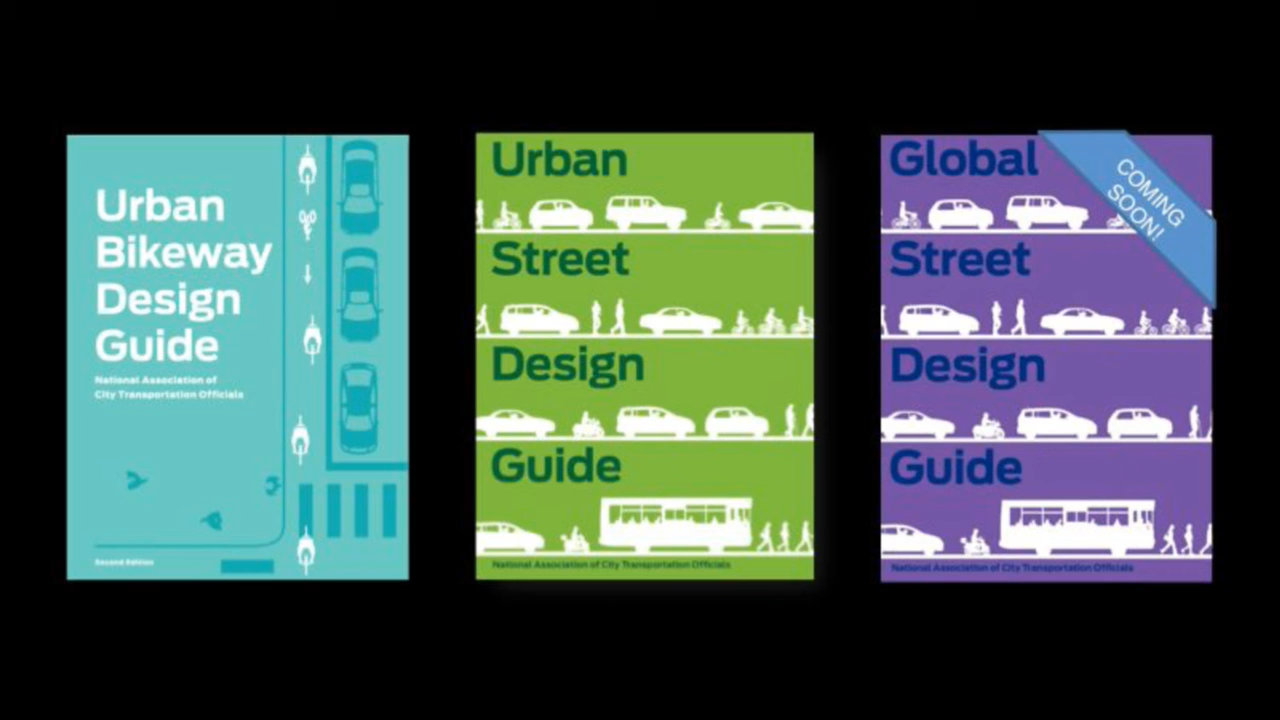 Urban
Bikeway
Design
Guide
National Association of
City Transportation Officials
Second Edition
Urban
Street
Design
Guide
National Association of City Transportation Officials
Global
Street
Design
Guide
National Association of City Transportation Officials
COMING
SOON!